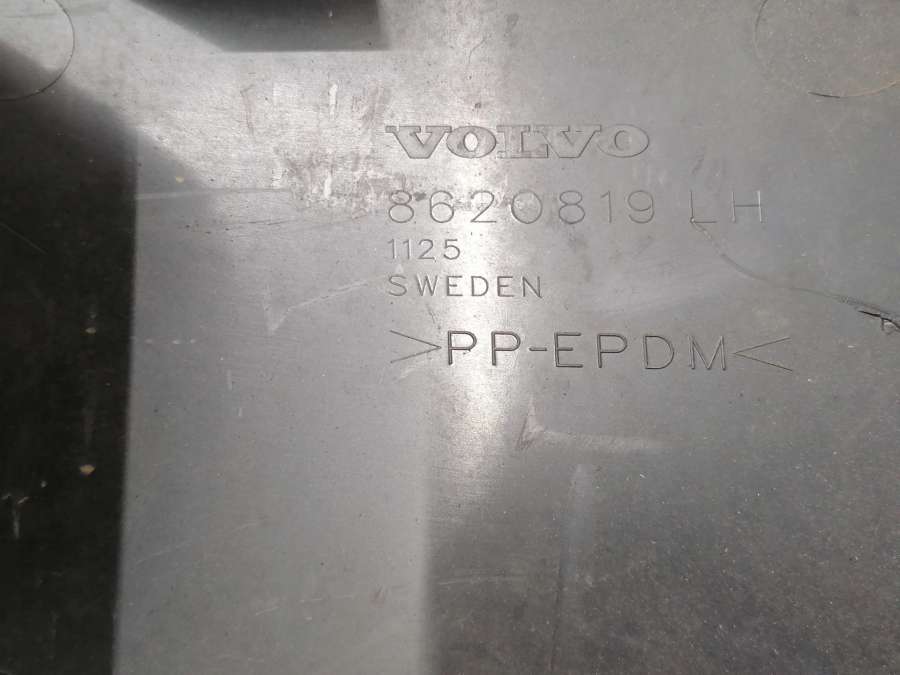 VOLVO
8620819 LH
1125
SWEDEN
>PP-EPDM<